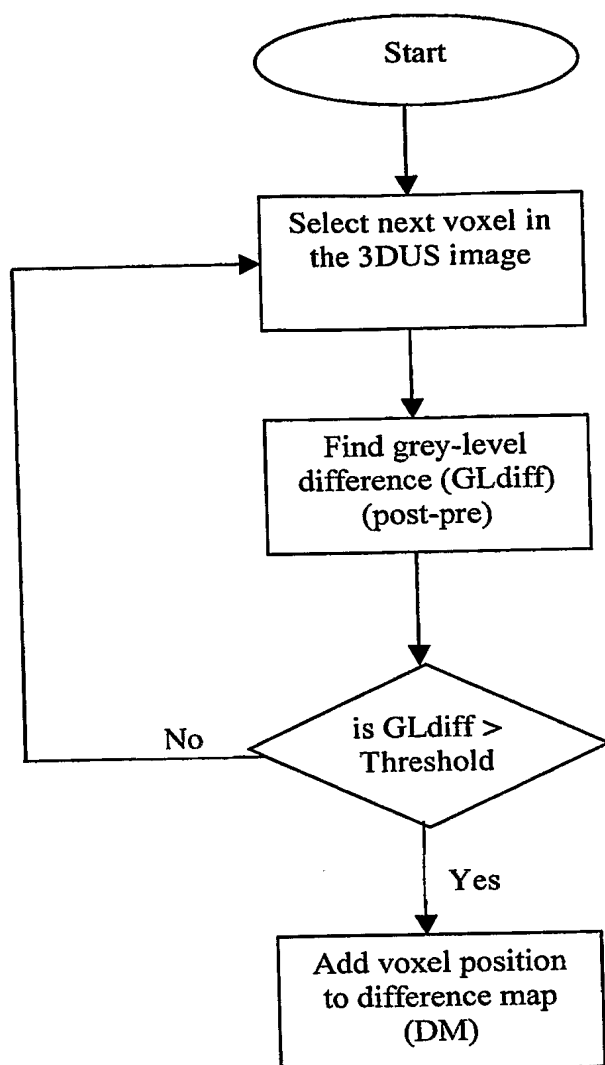 Start
Select next voxel in
the 3DUS image
Find grey-level
difference (GLdiff)
(post-pre)
is GLdiff >
Threshold
No
Yes
Add voxel position
to difference map
(DM)